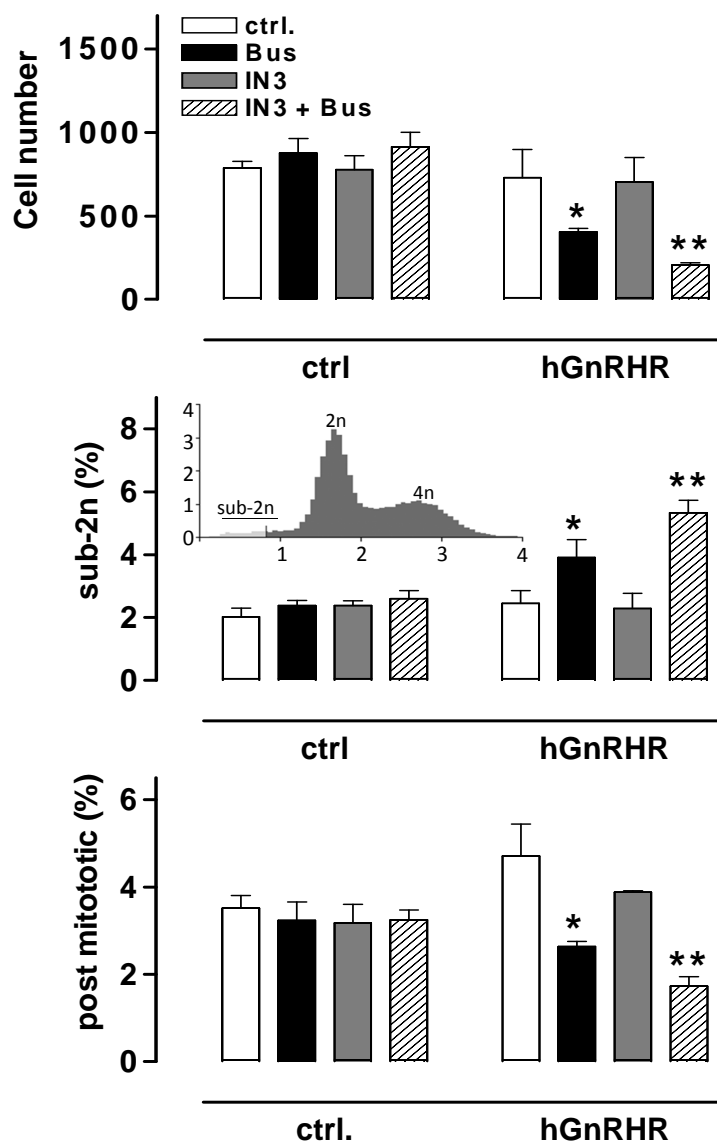 ctrl.
Bus
IN3
IN3 + Bus
Cell number
1500
1000
500
0
*
**
ctrl hGnRHR
sub-2n (%)
8
6
4
2
0
4
3
2
1
0
2n
4n
sub-2n
1 2 3 4
*
**
ctrl hGnRHR
post mitototic (%)
6
4
2
0
*
**
ctrl. hGnRHR